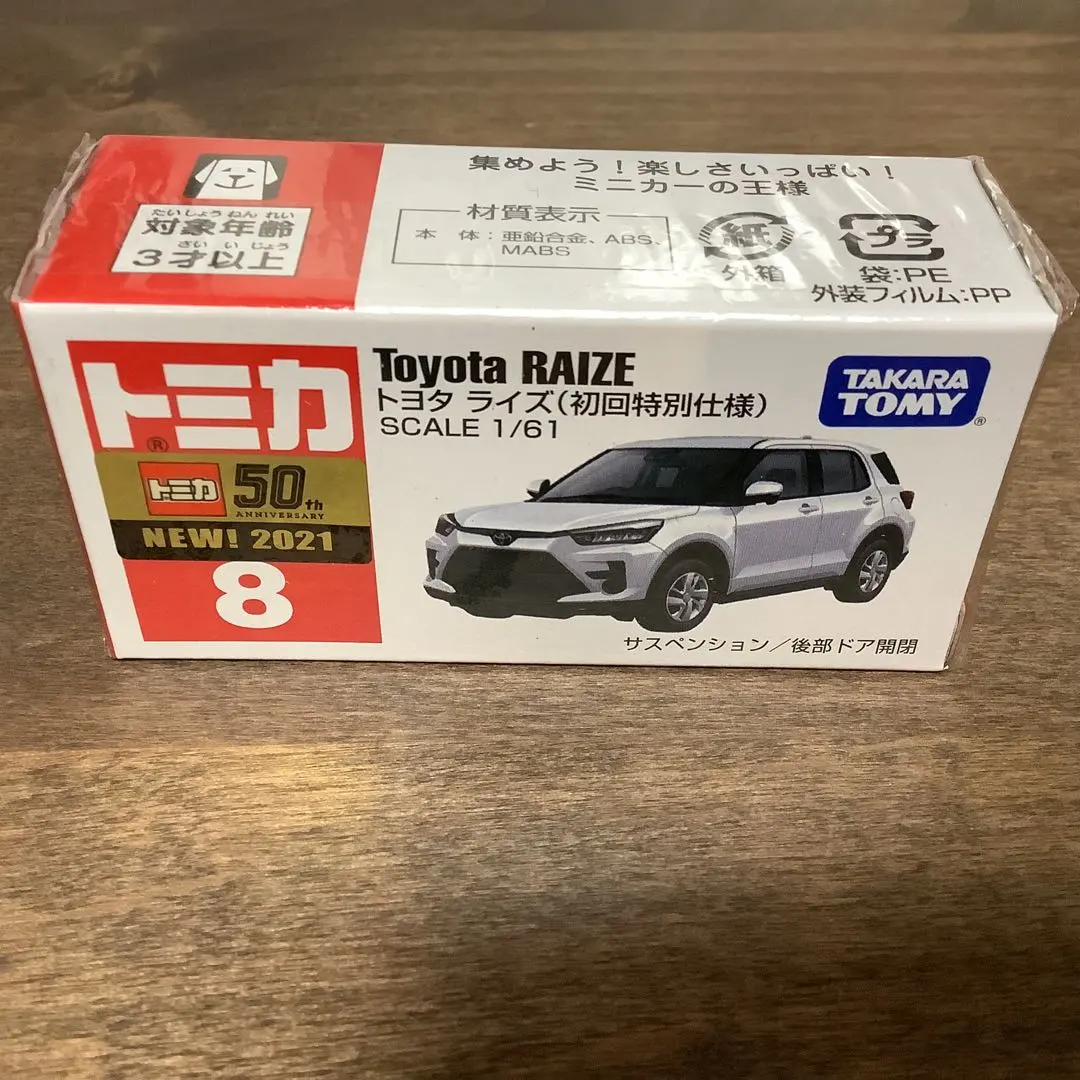 たいしょうねんれい
対象年齢
さいいじょう
3才以上
集めよう！楽しさいっぱい！
ミニカーの王様
材質表示
本体：亜鉛合金、ABS、
MABS
紙
外箱
プラ
袋:PE
外装フィルム:PP
トミカ
®
トミカ
50th
ANNIVERSARY
NEW! 2021
8
Toyota RAIZE
トヨタ ライズ(初回特別仕様)
SCALE 1/61
TAKARA
TOMY
®
サスペンション／後部ドア開閉